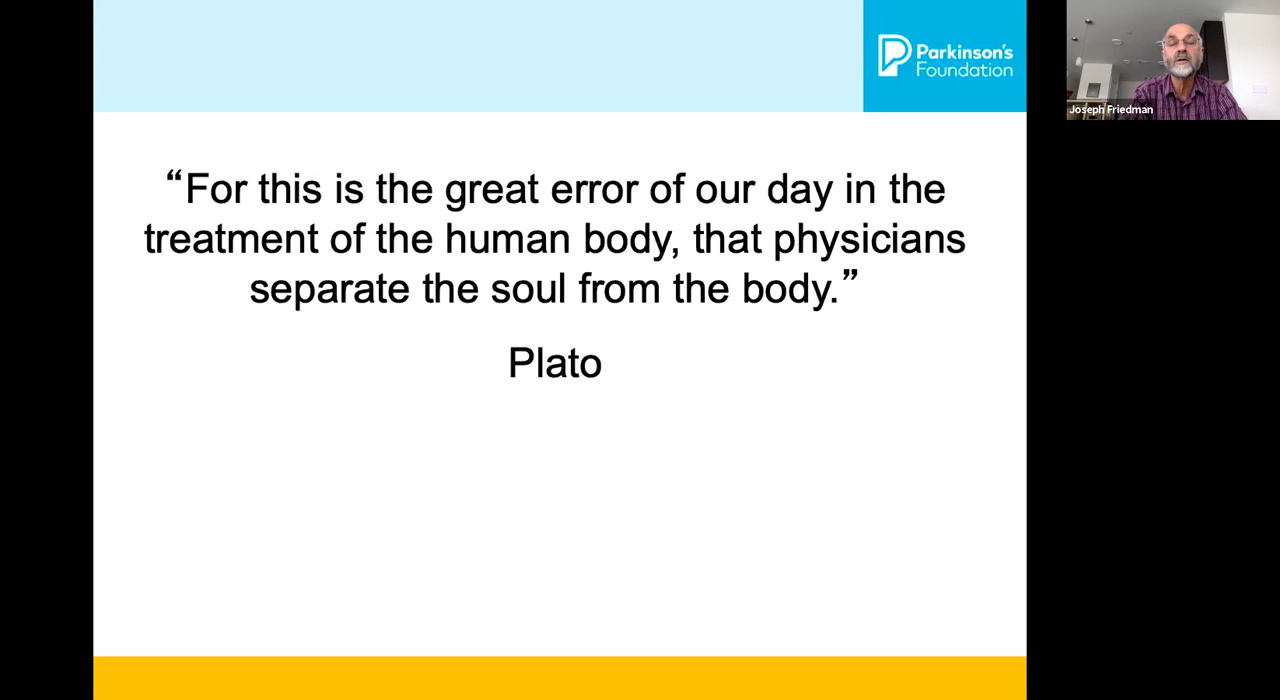 Parkinson's
Foundation
Joseph Friedman
“For this is the great error of our day in the
treatment of the human body, that physicians
separate the soul from the body.”
Plato